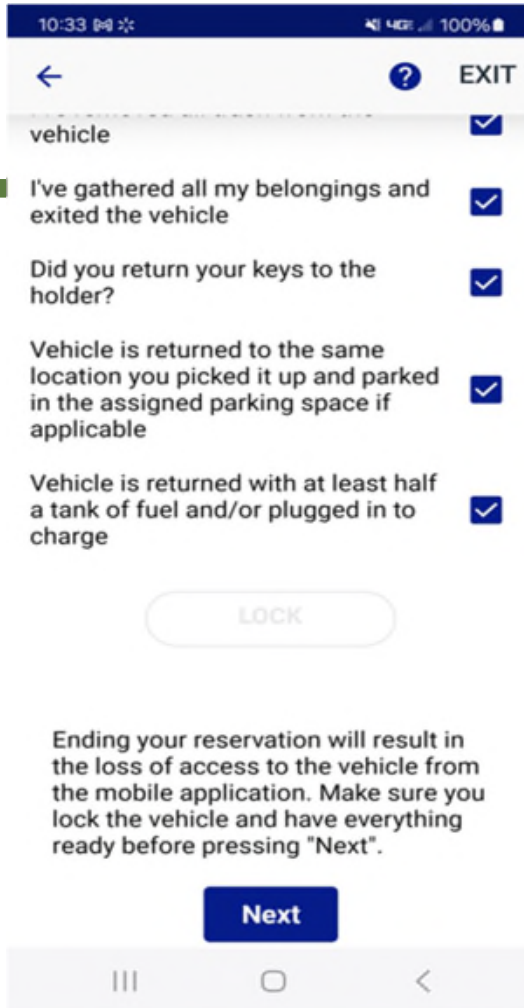 10:33
4GE 100%
EXIT
vehicle
I've gathered all my belongings and
exited the vehicle
Did you return your keys to the
holder?
Vehicle is returned to the same
location you picked it up and parked
in the assigned parking space if
applicable
Vehicle is returned with at least half
a tank of fuel and/or plugged in to
charge
LOCK
Ending your reservation will result in
the loss of access to the vehicle from
the mobile application. Make sure you
lock the vehicle and have everything
ready before pressing "Next".
Next